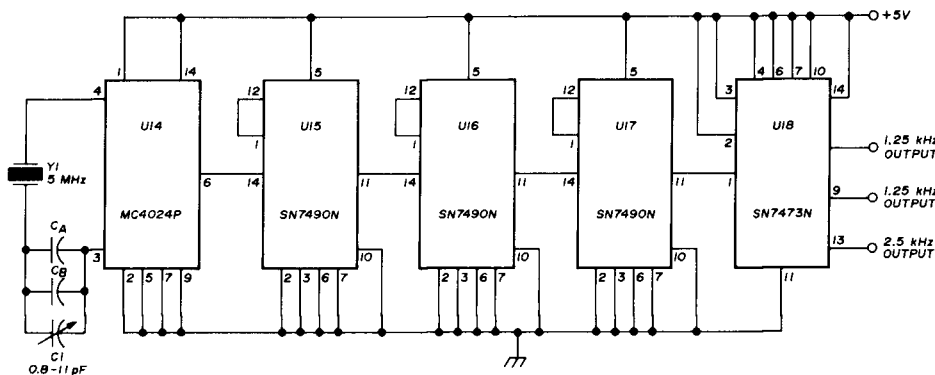 +5V
1 14 5 5 5 4 6 7 10 14
4 12 12 12 3
U14 U15 U16 U17 U18
1 1 1 2
Y1
5 MHz
6 14 11 14 11 14 11 1
1.25 kHz
OUTPUT
MC4024P SN7490N SN7490N SN7490N SN7473N
9 1.25 kHz
OUTPUT
CA
3 10 10 10
13 2.5 kHz
OUTPUT
CB
2 5 7 9 2 3 6 7 2 3 6 7 2 3 6 7 11
C1
0.8-11 pF